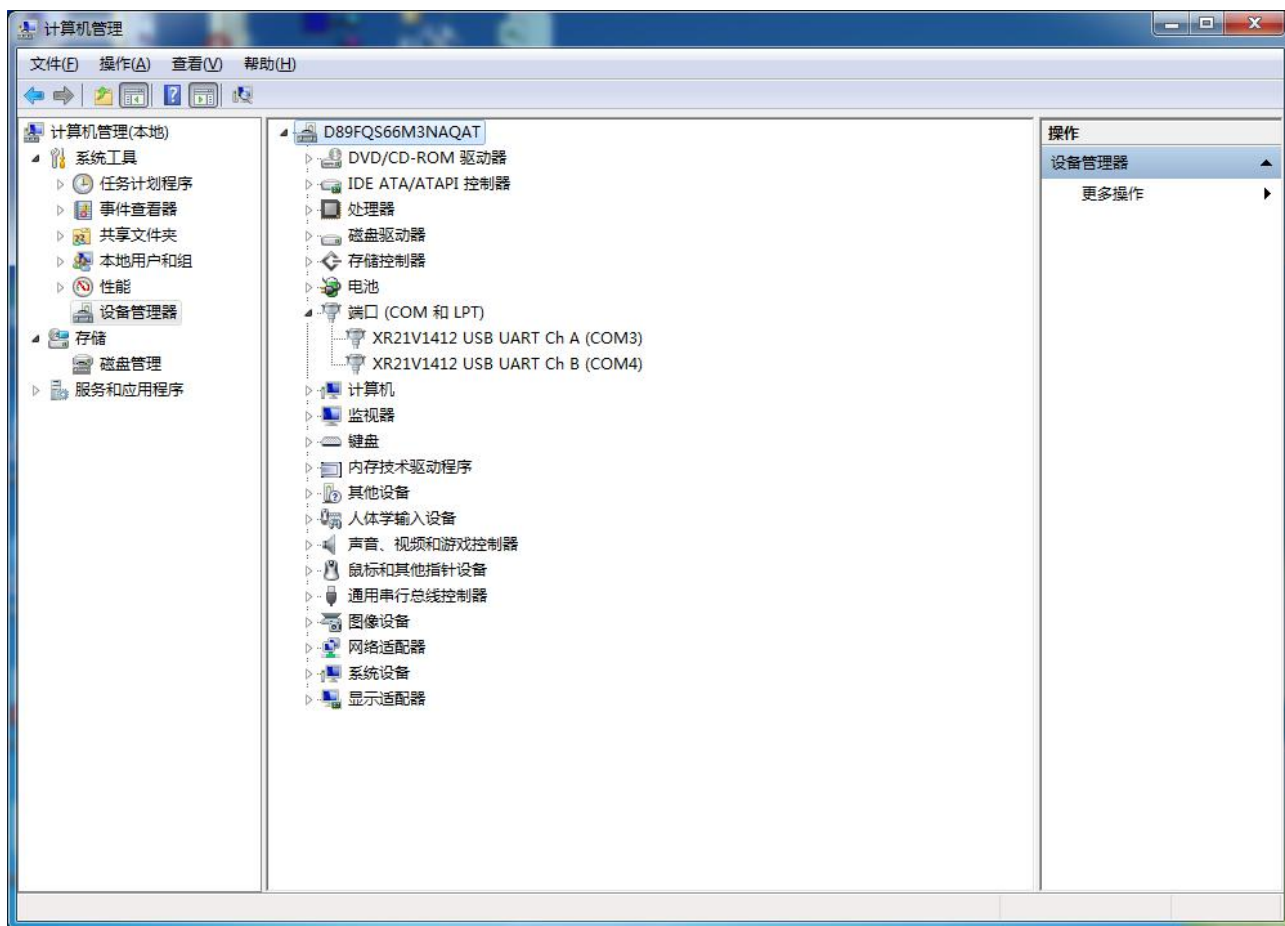 计算机管理
文件(F) 操作(A) 查看(V) 帮助(H)
计算机管理(本地)
系统工具
任务计划程序
事件查看器
共享文件夹
本地用户和组
性能
设备管理器
存储
磁盘管理
服务和应用程序
D89FQS66M3NAQAT
DVD/CD-ROM 驱动器
IDE ATA/ATAPI 控制器
处理器
磁盘驱动器
存储控制器
电池
端口 (COM 和 LPT)
XR21V1412 USB UART Ch A (COM3)
XR21V1412 USB UART Ch B (COM4)
计算机
监视器
键盘
内存技术驱动程序
其他设备
人体学输入设备
声音、视频和游戏控制器
鼠标和其他指针设备
通用串行总线控制器
图像设备
网络适配器
系统设备
显示适配器
操作
设备管理器
更多操作